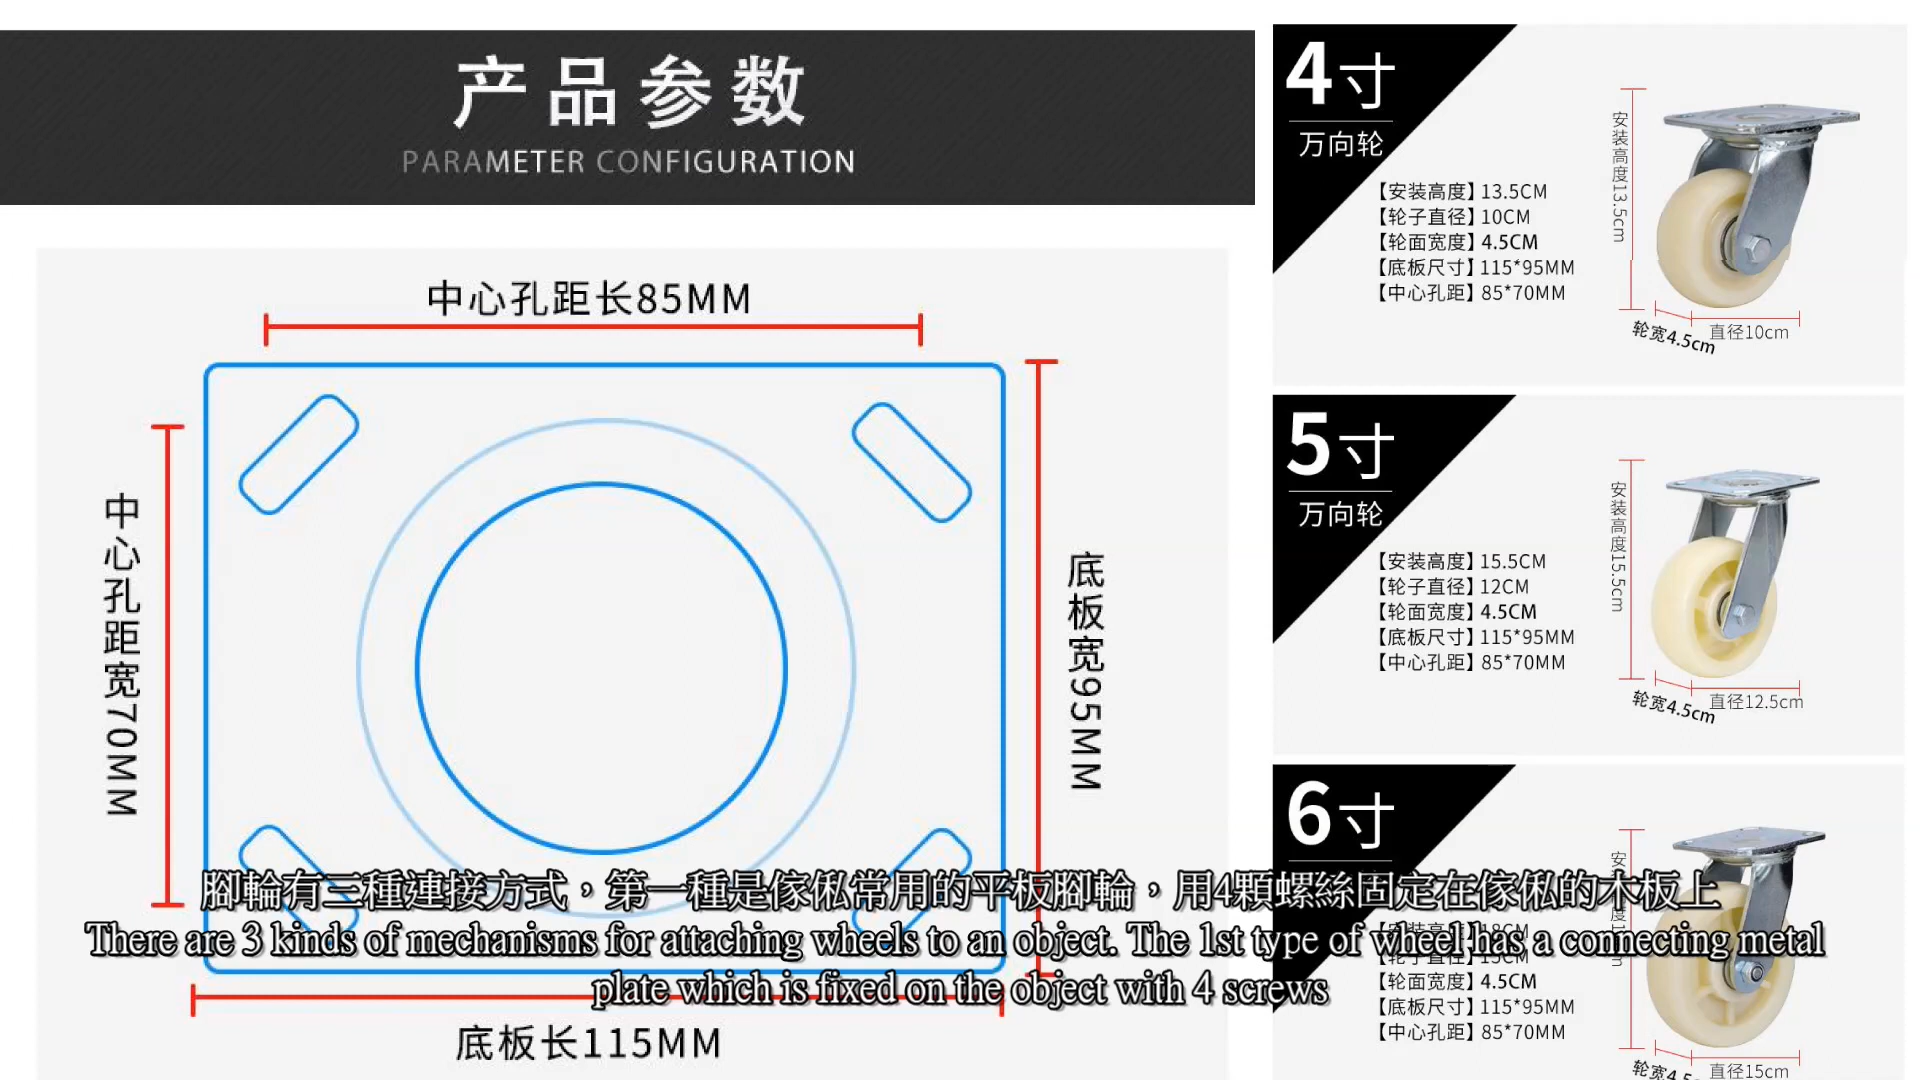 产品参数
PARAMETER CONFIGURATION
中心孔距长85MM
中心孔距宽70MM
底板宽95MM
底板长115MM
4寸
万向轮
【安装高度】13.5CM
【轮子直径】10CM
【轮面宽度】4.5CM
【底板尺寸】115*95MM
【中心孔距】85*70MM
安装高度13.5cm
轮宽4.5cm
直径10cm
5寸
万向轮
【安装高度】15.5CM
【轮子直径】12CM
【轮面宽度】4.5CM
【底板尺寸】115*95MM
【中心孔距】85*70MM
安装高度15.5cm
轮宽4.5cm
直径12.5cm
6寸
【安装高度】18CM
【轮子直径】15CM
【轮面宽度】4.5CM
【底板尺寸】115*95MM
【中心孔距】85*70MM
直径15cm
腳輪有三種連接方式，第一種是傢俬常用的平板腳輪，用4顆螺絲固定在傢俬的木板上
There are 3 kinds of mechanisms for attaching wheels to an object. The 1st type of wheel has a connecting metal
plate which is fixed on the object with 4 screws